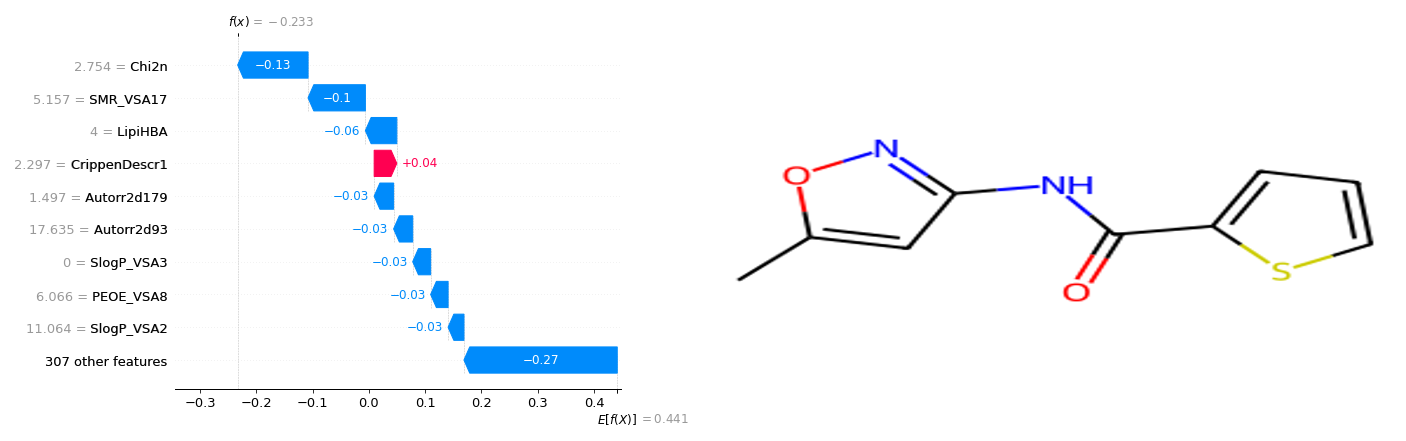 f(x) = −0.233
2.754 = Chi2n −0.13
5.157 = SMR_VSA17 −0.1
4 = LipiHBA −0.06
2.297 = CrippenDescr1 +0.04
1.497 = Autorr2d179 −0.03
17.635 = Autorr2d93 −0.03
0 = SlogP_VSA3 −0.03
6.066 = PEOE_VSA8 −0.03
11.064 = SlogP_VSA2 −0.03
307 other features −0.27
−0.3 −0.2 −0.1 0.0 0.1 0.2 0.3 0.4
E[f(X)] = 0.441
N
O
NH
O
S